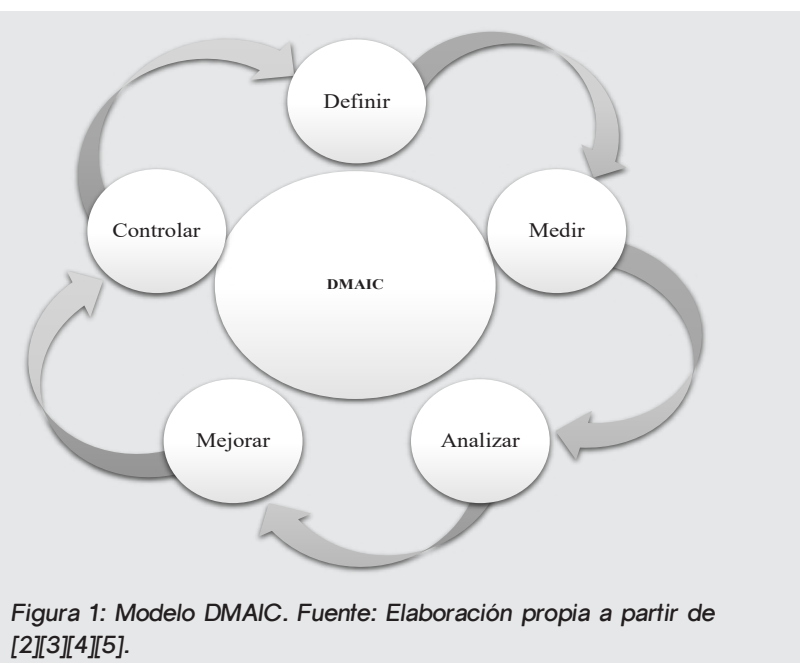 Definir
Controlar
Medir
DMAIC
Mejorar
Analizar
Figura 1: Modelo DMAIC. Fuente: Elaboración propia a partir de
[2][3][4][5].